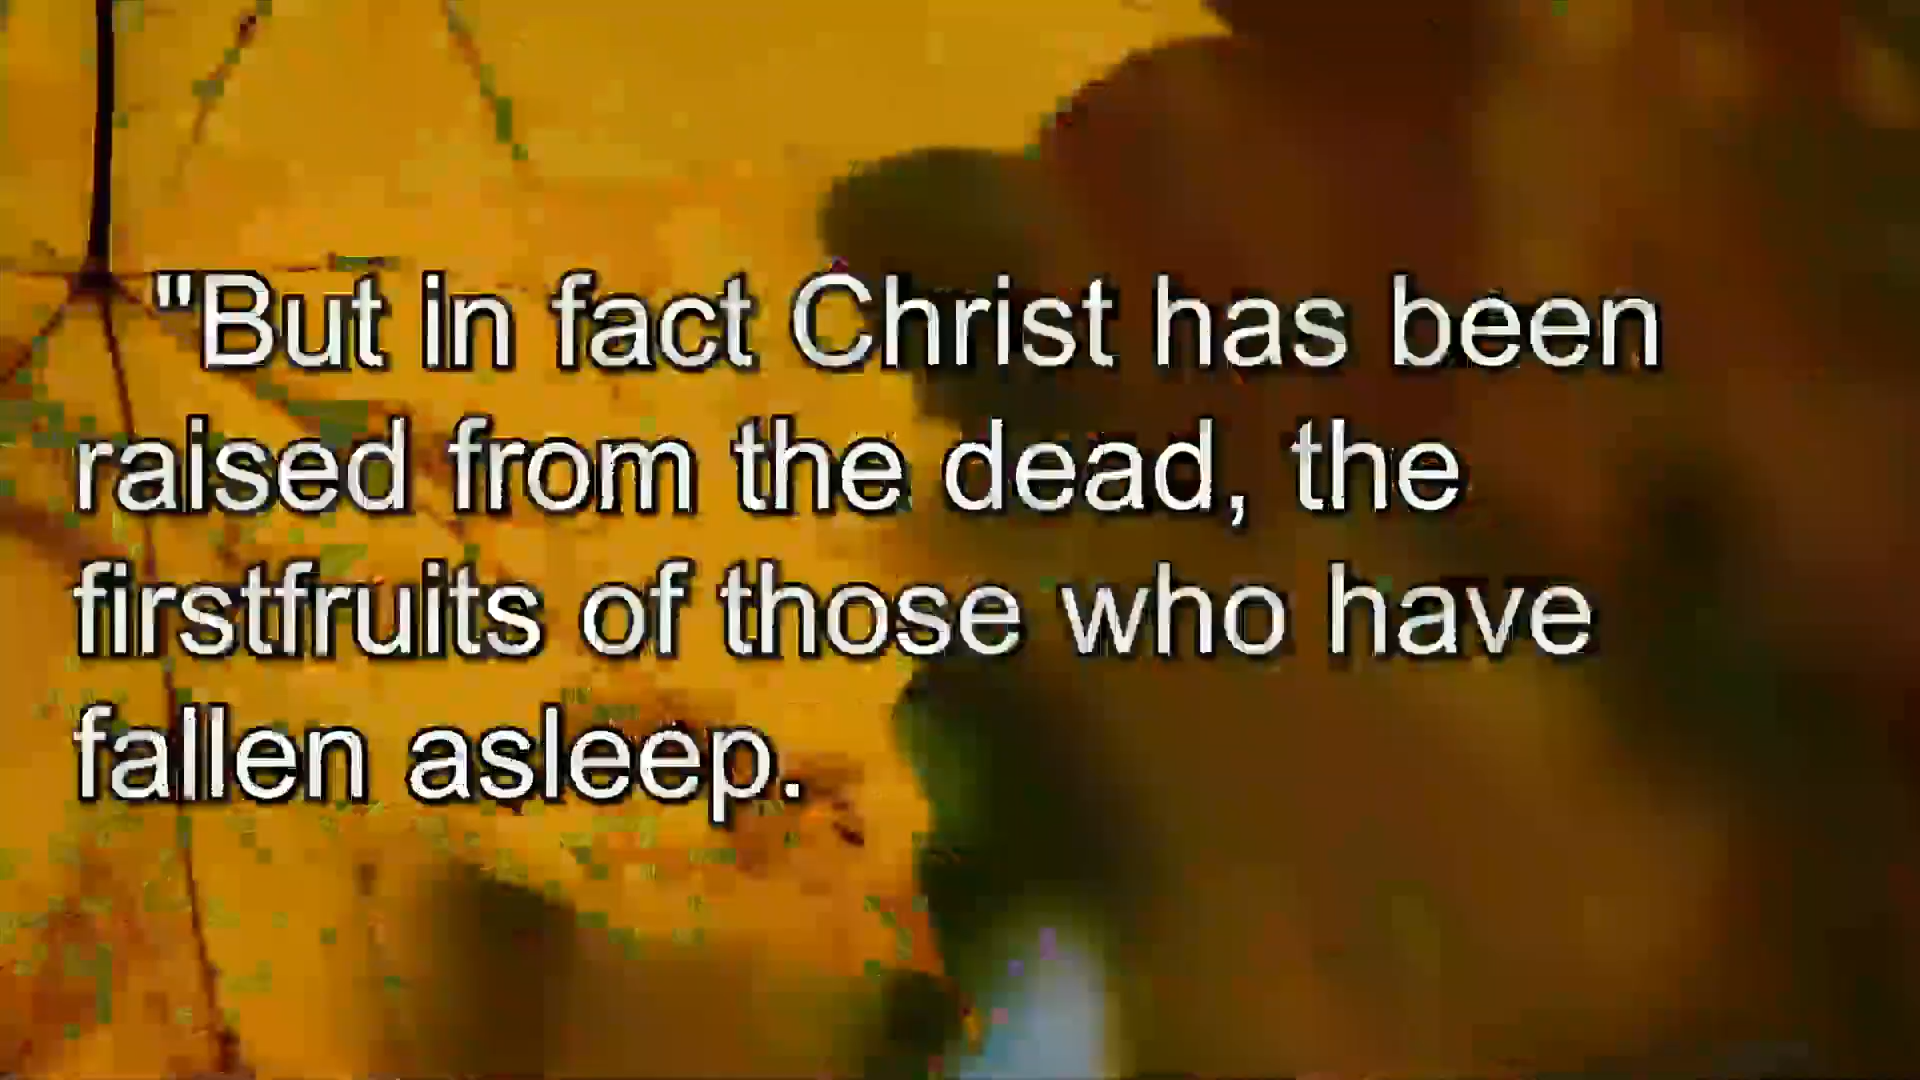 "But in fact Christ has been
raised from the dead, the
firstfruits of those who have
fallen asleep.